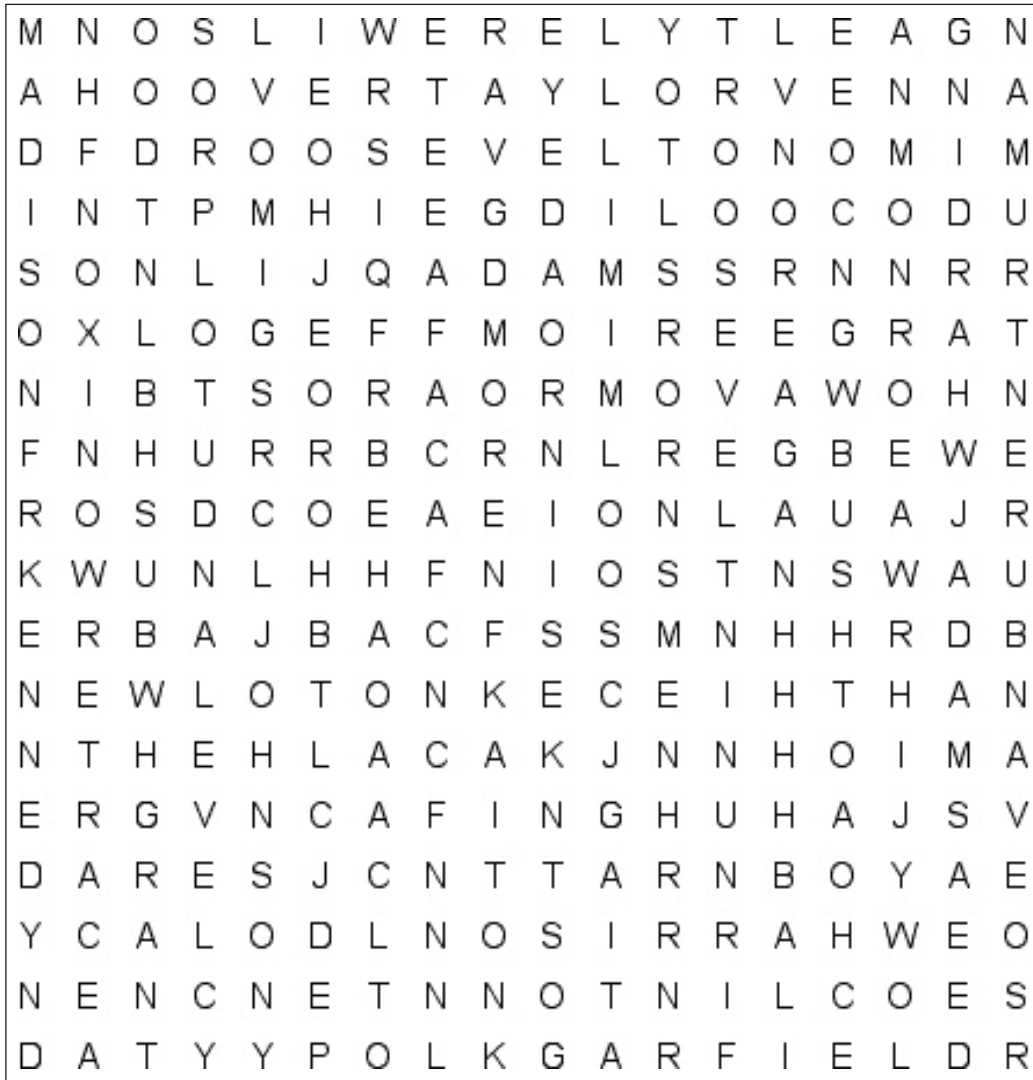 M N O S L I W E R E L Y T L E A G N
A H O O V E R T A Y L O R V E N N A
D F D R O O S E V E L T O N O M I M
I N T P M H I E G D I L O O C O D U
S O N L I J Q A D A M S S R N N R R
O X L O G E F F M O I R E E G R A T
N I B T S O R A O R M O V A W O H N
F N H U R R B C R N L R E G B E W E
R O S D C O E A E I O N L A U A J R
K W U N L H H F N I O S T N S W A U
E R B A J B A C F S S M N H H R D B
N E W L O T O N K E C E I H T H A N
N T H E H L A C A K J N N H O I M A
E R G V N C A F I N G H U H A J S V
D A R E S J C N T T A R N B O Y A E
Y C A L O D L N O S I R R A H W E O
N E N C N E T N N O T N I L C O E S
D A T Y Y P O L K G A R F I E L D R